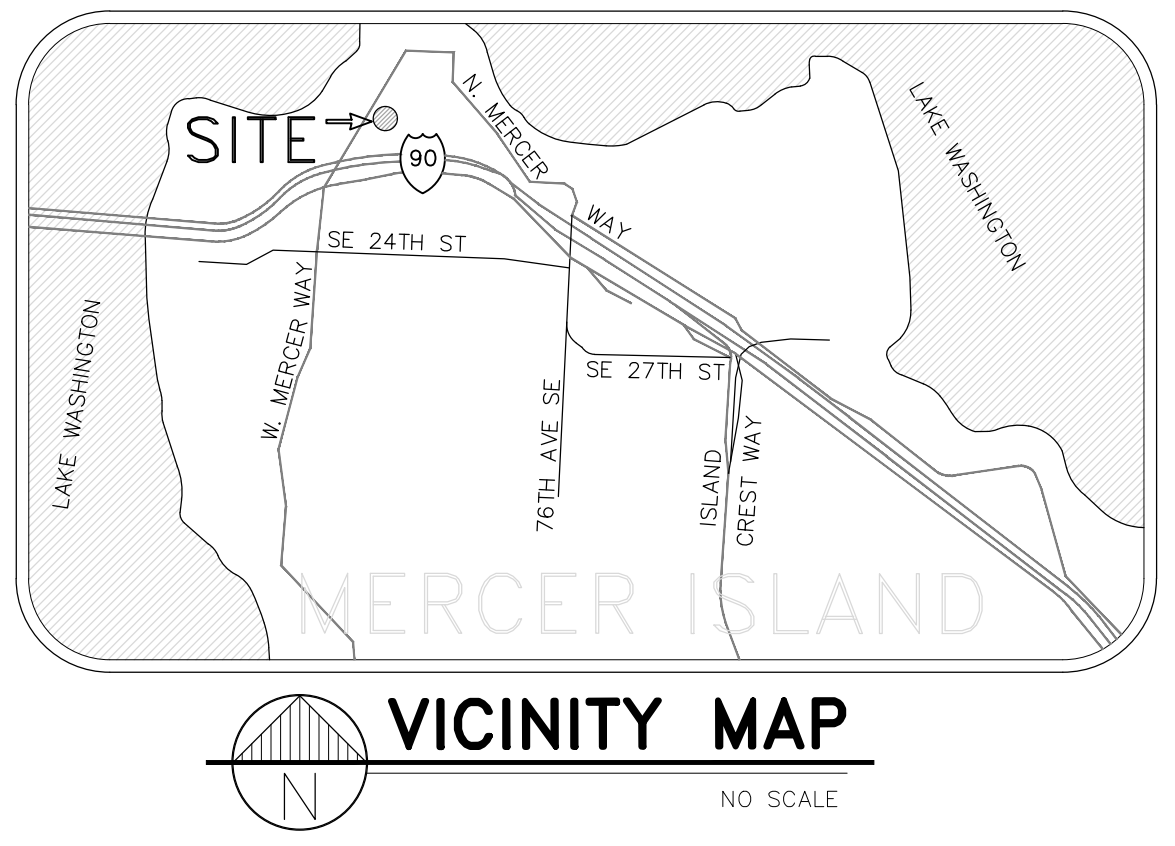 N. MERCER
SITE
90
LAKE WASHINGTON
WAY
SE 24TH ST
W. MERCER WAY
LAKE WASHINGTON
SE 27TH ST
76TH AVE SE
ISLAND
CREST WAY
MERCER ISLAND
VICINITY MAP
N
NO SCALE